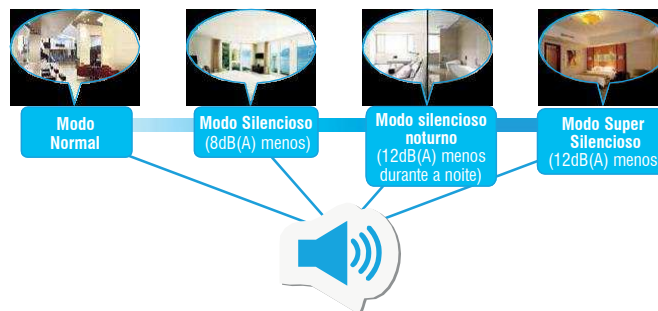 Modo
Normal
Modo Silencioso
(8dB(A) menos)
Modo silencioso
noturno
(12dB(A) menos
durante a noite)
Modo Super
Silencioso
(12dB(A) menos